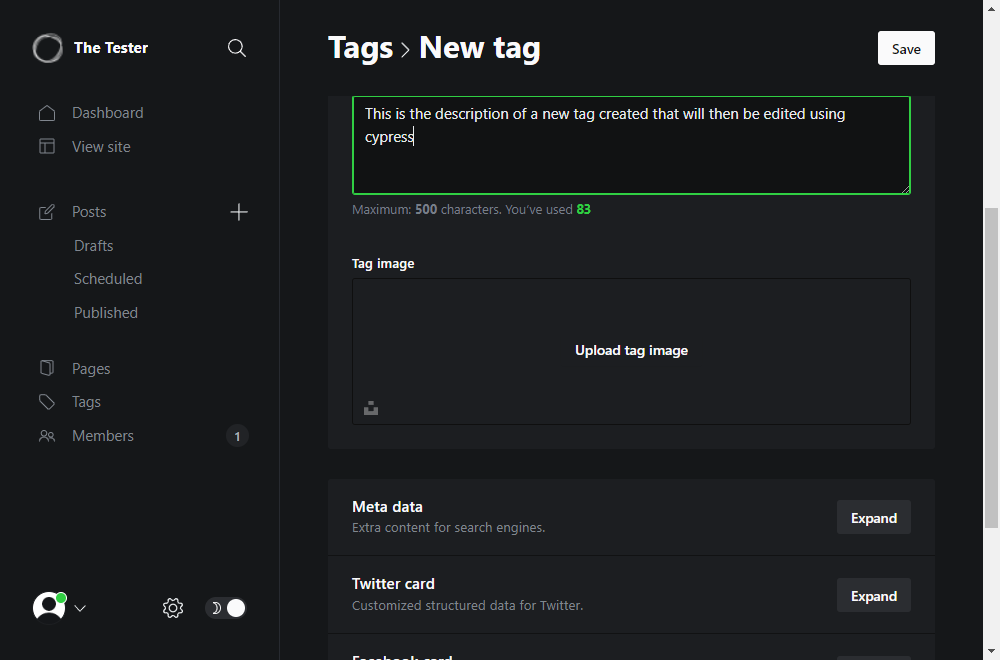 The Tester
Dashboard
View site
Posts
Drafts
Scheduled
Published
Pages
Tags
Members
1
Tags > New tag
Save
This is the description of a new tag created that will then be edited using
cypress
Maximum: 500 characters. You've used 83
Tag image
Upload tag image
Meta data
Extra content for search engines.
Expand
Twitter card
Customized structured data for Twitter.
Expand
Facebook card